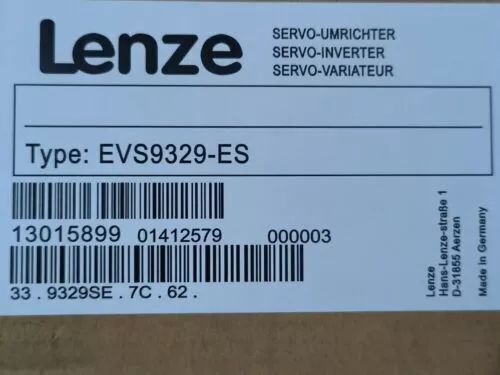 Lenze
SERVO-UMRICHTER
SERVO-INVERTER
SERVO-VARIATEUR
Type: EVS9329-ES
13015899 01412579 000003
33 . 9329SE . 7C . 62 .
Lenze
Hans-Lenze-straße 1
D-31855 Aerzen
Made in Germany